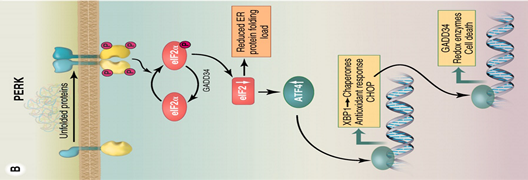 B
PERK
Unfolded proteins
P
P
P
P
P
P
eIF2α
eIF2α
GADD34
Reduced ER
protein folding
load
eIF2↓
ATF4↑
XBP1→Chaperones
Antioxidant response
CHOP
GADD34
Redox enzymes
Cell death